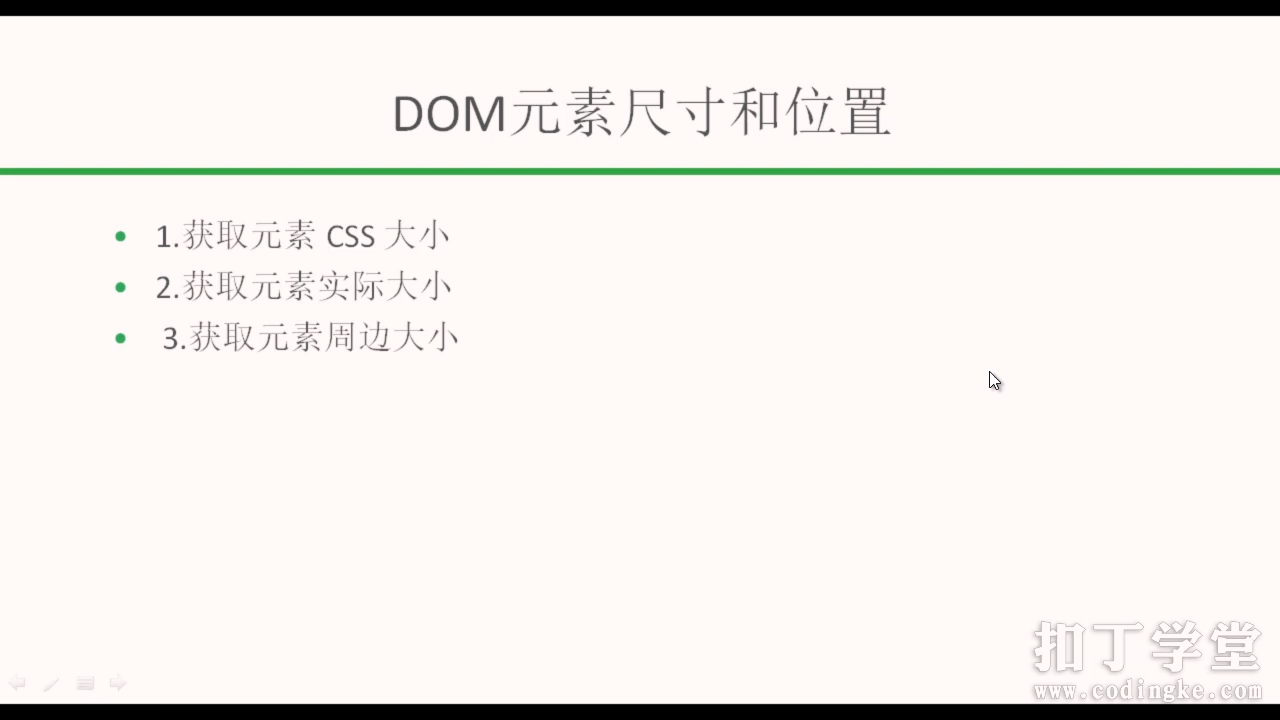 DOM元素尺寸和位置
1.获取元素 CSS 大小
2.获取元素实际大小
3.获取元素周边大小
扣丁学堂
www.codingke.com